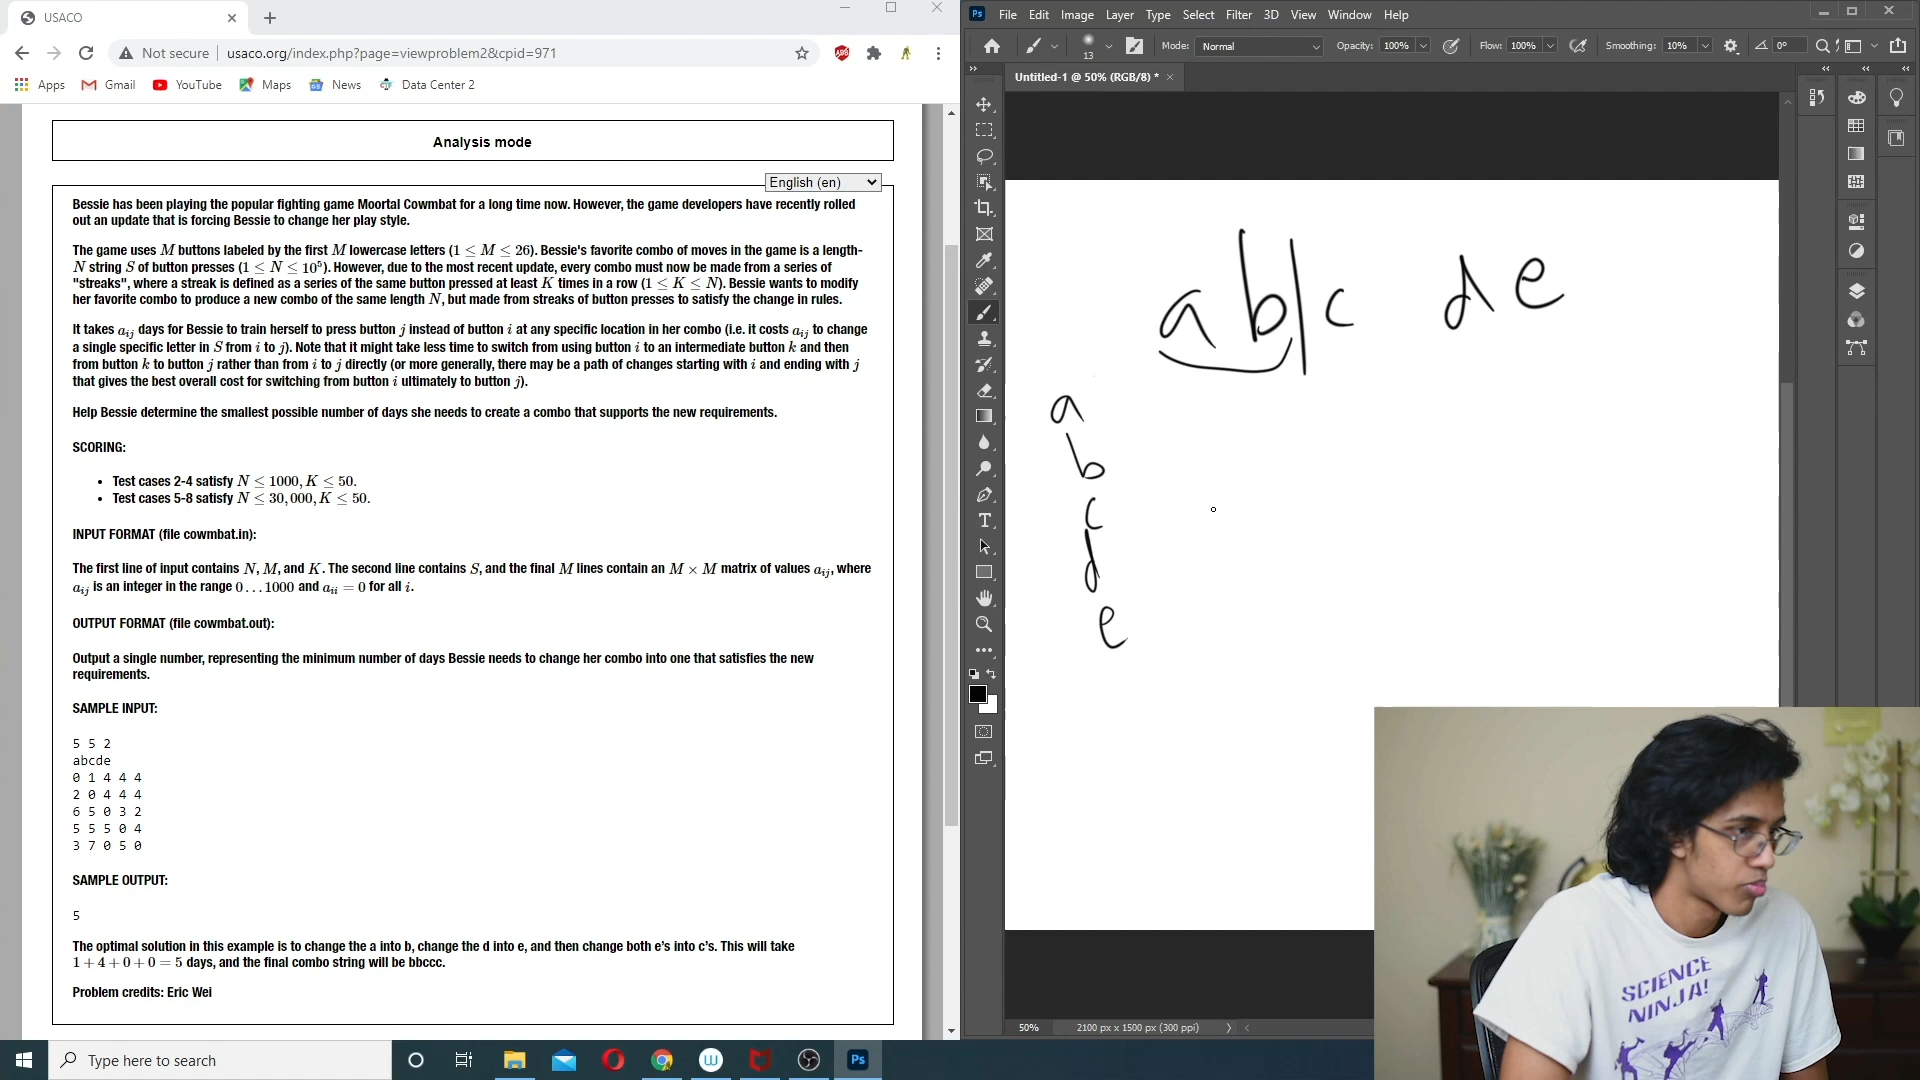 USACO
Not secure
usaco.org/index.php?page=viewproblem2&cpid=971
Apps
Gmail
YouTube
Maps
News
Data Center 2
Analysis mode
English (en)
Bessie has been playing the popular fighting game Moortal Cowmbat for a long time now. However, the game developers have recently rolled
out an update that is forcing Bessie to change her play style.
The game uses M buttons labeled by the first M lowercase letters (1 ≤ M ≤ 26). Bessie's favorite combo of moves in the game is a length-
N string S of button presses (1 ≤ N ≤ 10⁵). However, due to the most recent update, every combo must now be made from a series of
"streaks", where a streak is defined as a series of the same button pressed at least K times in a row (1 ≤ K ≤ N). Bessie wants to modify
her favorite combo to produce a new combo of the same length N, but made from streaks of button presses to satisfy the change in rules.
It takes aij days for Bessie to train herself to press button j instead of button i at any specific location in her combo (i.e. it costs aij to change
a single specific letter in S from i to j). Note that it might take less time to switch from using button i to an intermediate button k and then
from button k to button j rather than from i to j directly (or more generally, there may be a path of changes starting with i and ending with j
that gives the best overall cost for switching from button i ultimately to button j).
Help Bessie determine the smallest possible number of days she needs to create a combo that supports the new requirements.
SCORING:
• Test cases 2-4 satisfy N ≤ 1000, K ≤ 50.
• Test cases 5-8 satisfy N ≤ 30,000, K ≤ 50.
INPUT FORMAT (file cowmbat.in):
The first line of input contains N, M, and K. The second line contains S, and the final M lines contain an M × M matrix of values aij, where
aij is an integer in the range 0…1000 and aii = 0 for all i.
OUTPUT FORMAT (file cowmbat.out):
Output a single number, representing the minimum number of days Bessie needs to change her combo into one that satisfies the new
requirements.
SAMPLE INPUT:
5 5 2
abcde
0 1 4 4 4
2 0 4 4 4
6 5 0 3 2
5 5 5 0 4
3 7 0 5 0
SAMPLE OUTPUT:
5
The optimal solution in this example is to change the a into b, change the d into e, and then change both e's into c's. This will take
1 + 4 + 0 + 0 = 5 days, and the final combo string will be bbccc.
Problem credits: Eric Wei
Type here to search
Ps
File Edit Image Layer Type Select Filter 3D View Window Help
13
Mode: Normal
Opacity: 100%
Flow: 100%
Smoothing: 10%
0°
Untitled-1 @ 50% (RGB/8) *
a b|c d e
a
b
c
d
e
50%
2100 px x 1500 px (300 ppi)
SCIENCE
NINJA!